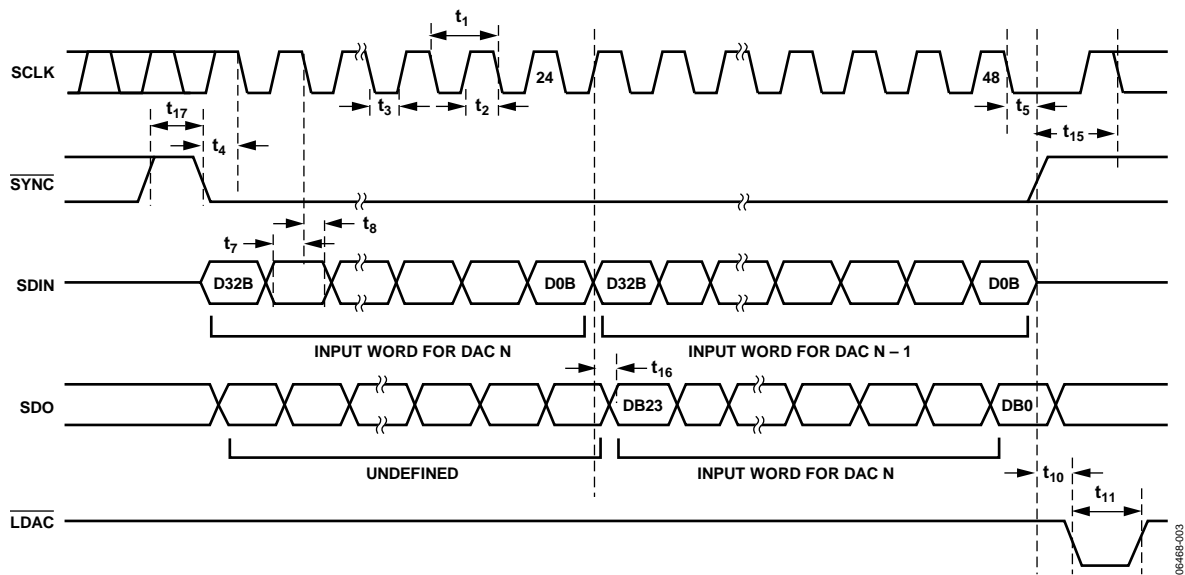 t1
SCLK
24
48
t3
t2
t5
t17
t4
t15
SYNC
t8
t7
SDIN
D32B
D0B
D32B
D0B
INPUT WORD FOR DAC N
INPUT WORD FOR DAC N – 1
t16
SDO
DB23
DB0
UNDEFINED
INPUT WORD FOR DAC N
t10
t11
LDAC
06468-003